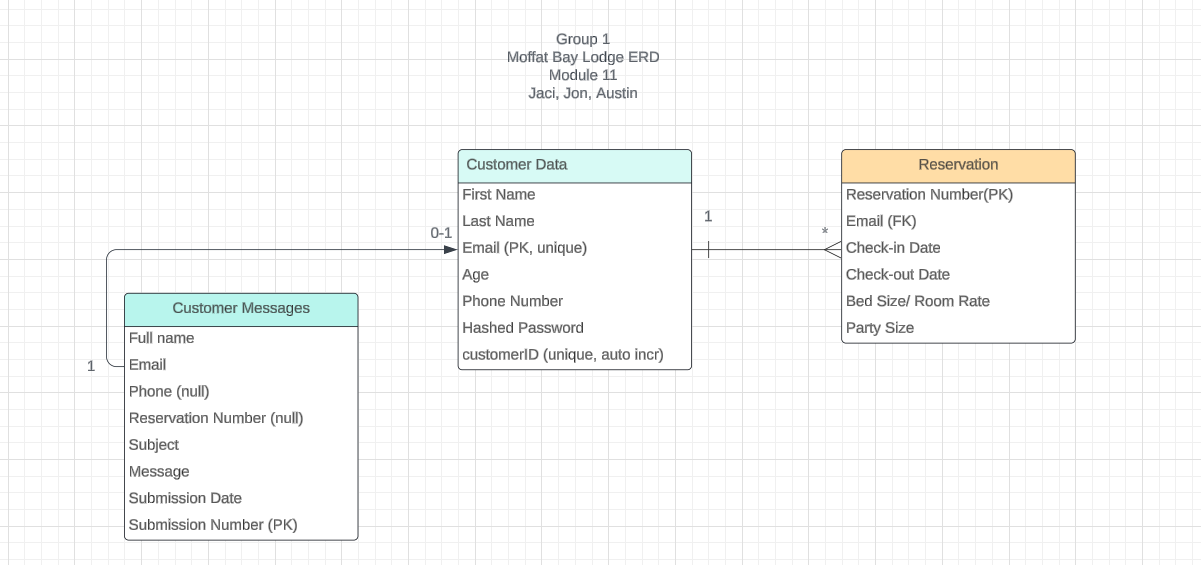 Group 1
Moffat Bay Lodge ERD
Module 11
Jaci, Jon, Austin
Customer Data
First Name
Last Name
Email (PK, unique)
Age
Phone Number
Hashed Password
customerID (unique, auto incr)
Reservation
Reservation Number(PK)
Email (FK)
Check-in Date
Check-out Date
Bed Size/ Room Rate
Party Size
1
*
0-1
1
Customer Messages
Full name
Email
Phone (null)
Reservation Number (null)
Subject
Message
Submission Date
Submission Number (PK)